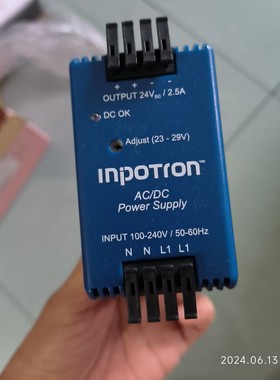 + + - -
OUTPUT 24VDC / 2.5A
DC OK
Adjust (23 - 29V)
inpotron™
AC/DC
Power Supply
INPUT 100-240V / 50-60Hz
N N L1 L1
2024.06.13